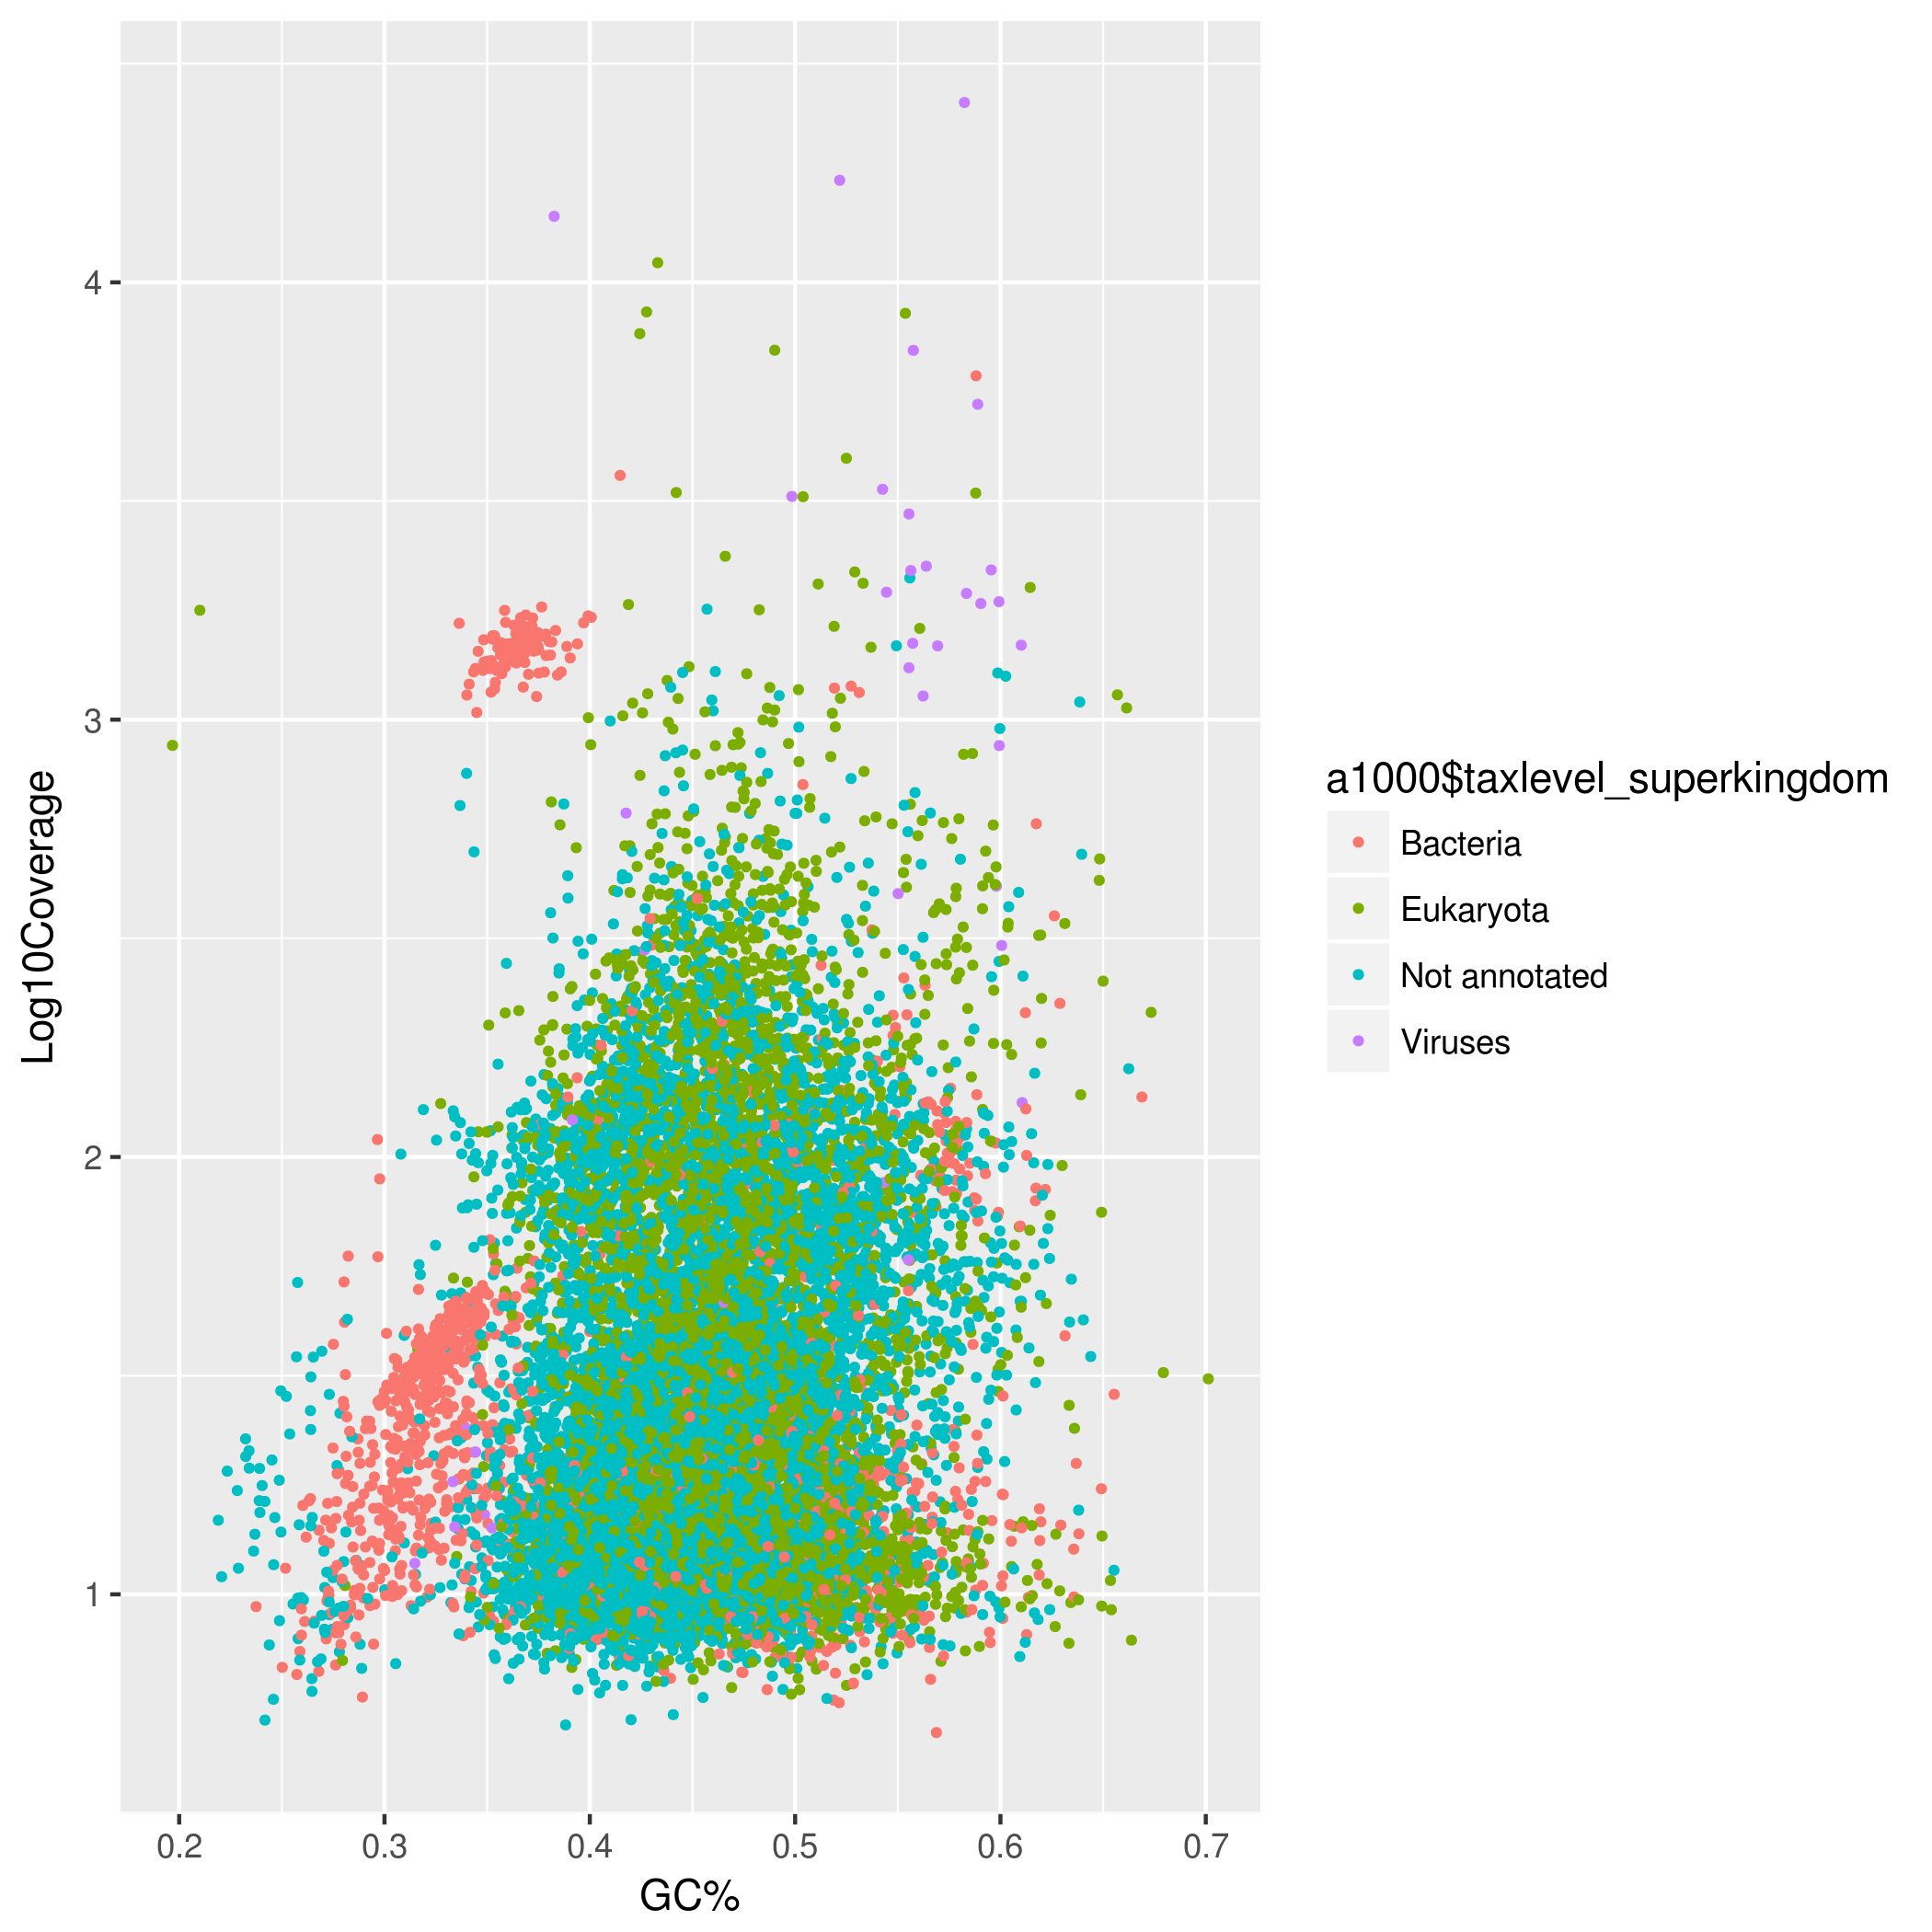 4
3
2
1
Log10Coverage
0.2 0.3 0.4 0.5 0.6 0.7
GC%
a1000$taxlevel_superkingdom
Bacteria
Eukaryota
Not annotated
Viruses